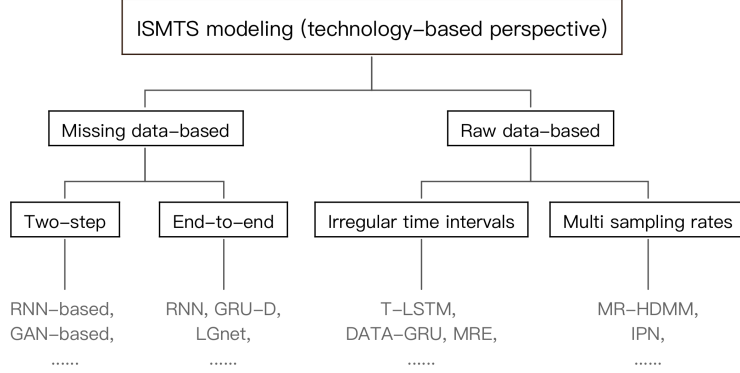 ISMTS modeling (technology-based perspective)
Missing data-based
Raw data-based
Two-step
End-to-end
Irregular time intervals
Multi sampling rates
RNN-based,
GAN-based,
......
RNN, GRU-D,
LGnet,
......
T-LSTM,
DATA-GRU, MRE,
......
MR-HDMM,
IPN,
......